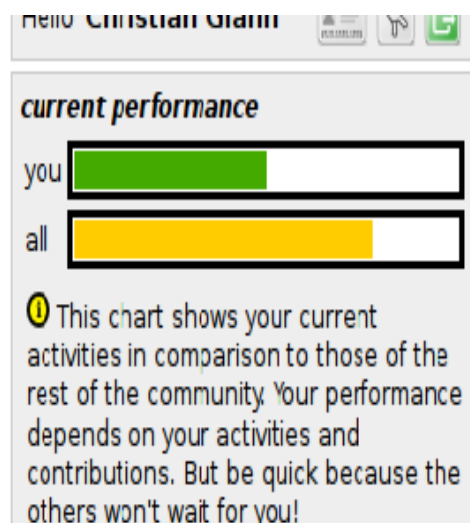 Hello Christian Glahn
current performance
you
all
This chart shows your current
activities in comparison to those of the
rest of the community. Your performance
depends on your activities and
contributions. But be quick because the
others won't wait for you!